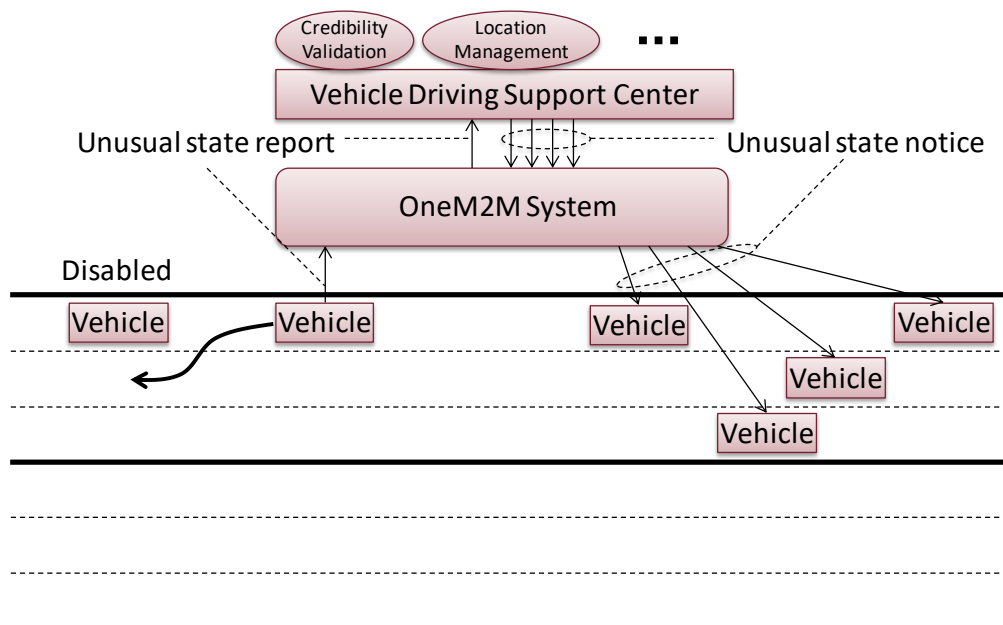 Credibility
Validation
Location
Management
...
Vehicle Driving Support Center
Unusual state report
Unusual state notice
OneM2M System
Disabled
Vehicle
Vehicle
Vehicle
Vehicle
Vehicle
Vehicle